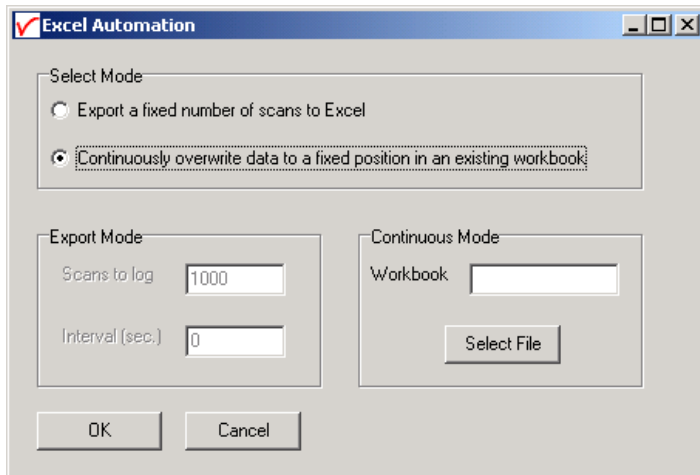 Excel Automation
Select Mode
Export a fixed number of scans to Excel
Continuously overwrite data to a fixed position in an existing workbook
Export Mode
Scans to log
1000
Interval (sec.)
0
Continuous Mode
Workbook
Select File
OK
Cancel